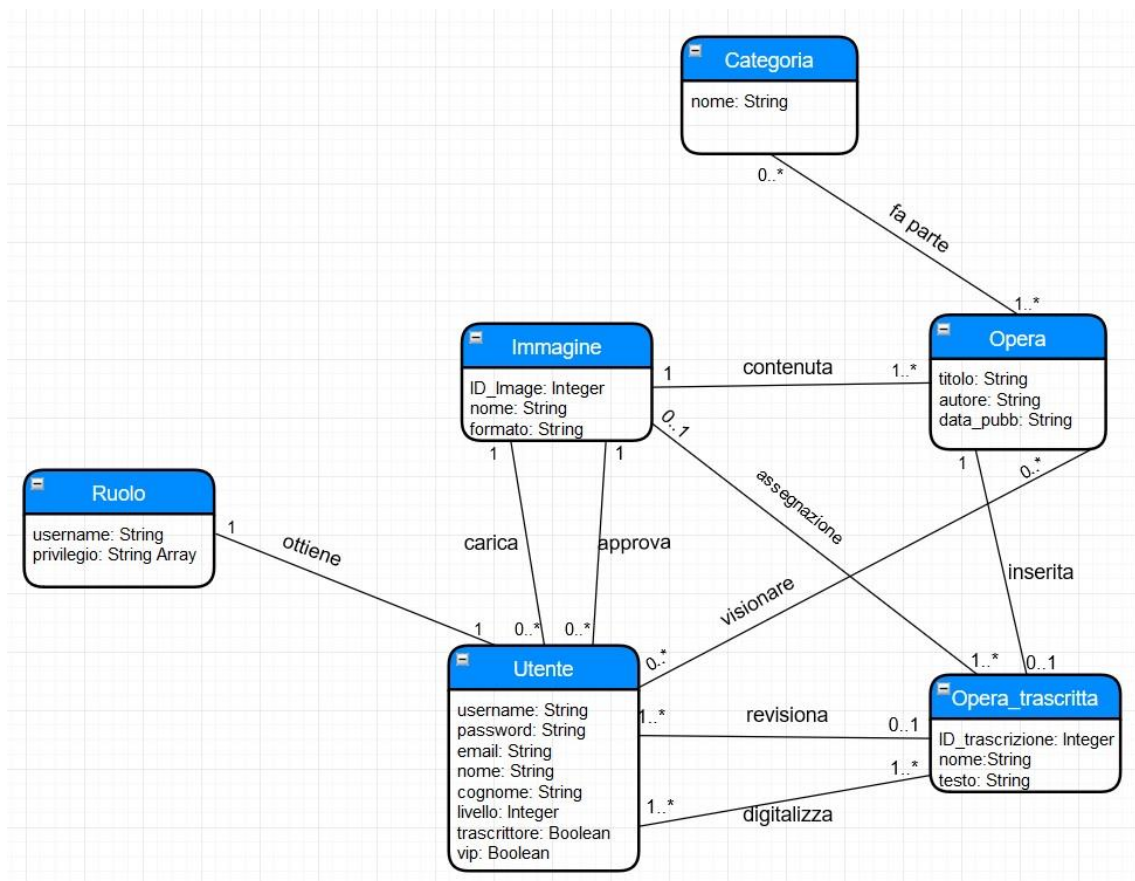 Categoria
nome: String
0..*
fa parte
1..*
Immagine
ID_Image: Integer
nome: String
formato: String
1
contenuta
1..*
Opera
titolo: String
autore: String
data_pubb: String
0..1
1
1
1
0..*
Ruolo
username: String
privilegio: String Array
1
ottiene
carica
approva
assegnazione
visionare
inserita
1
0..*
0..*
0..*
1..*
0..1
Utente
username: String
password: String
email: String
nome: String
cognome: String
livello: Integer
trascrittore: Boolean
vip: Boolean
1..*
revisiona
0..1
1..*
digitalizza
1..*
Opera_trascritta
ID_trascrizione: Integer
nome:String
testo: String